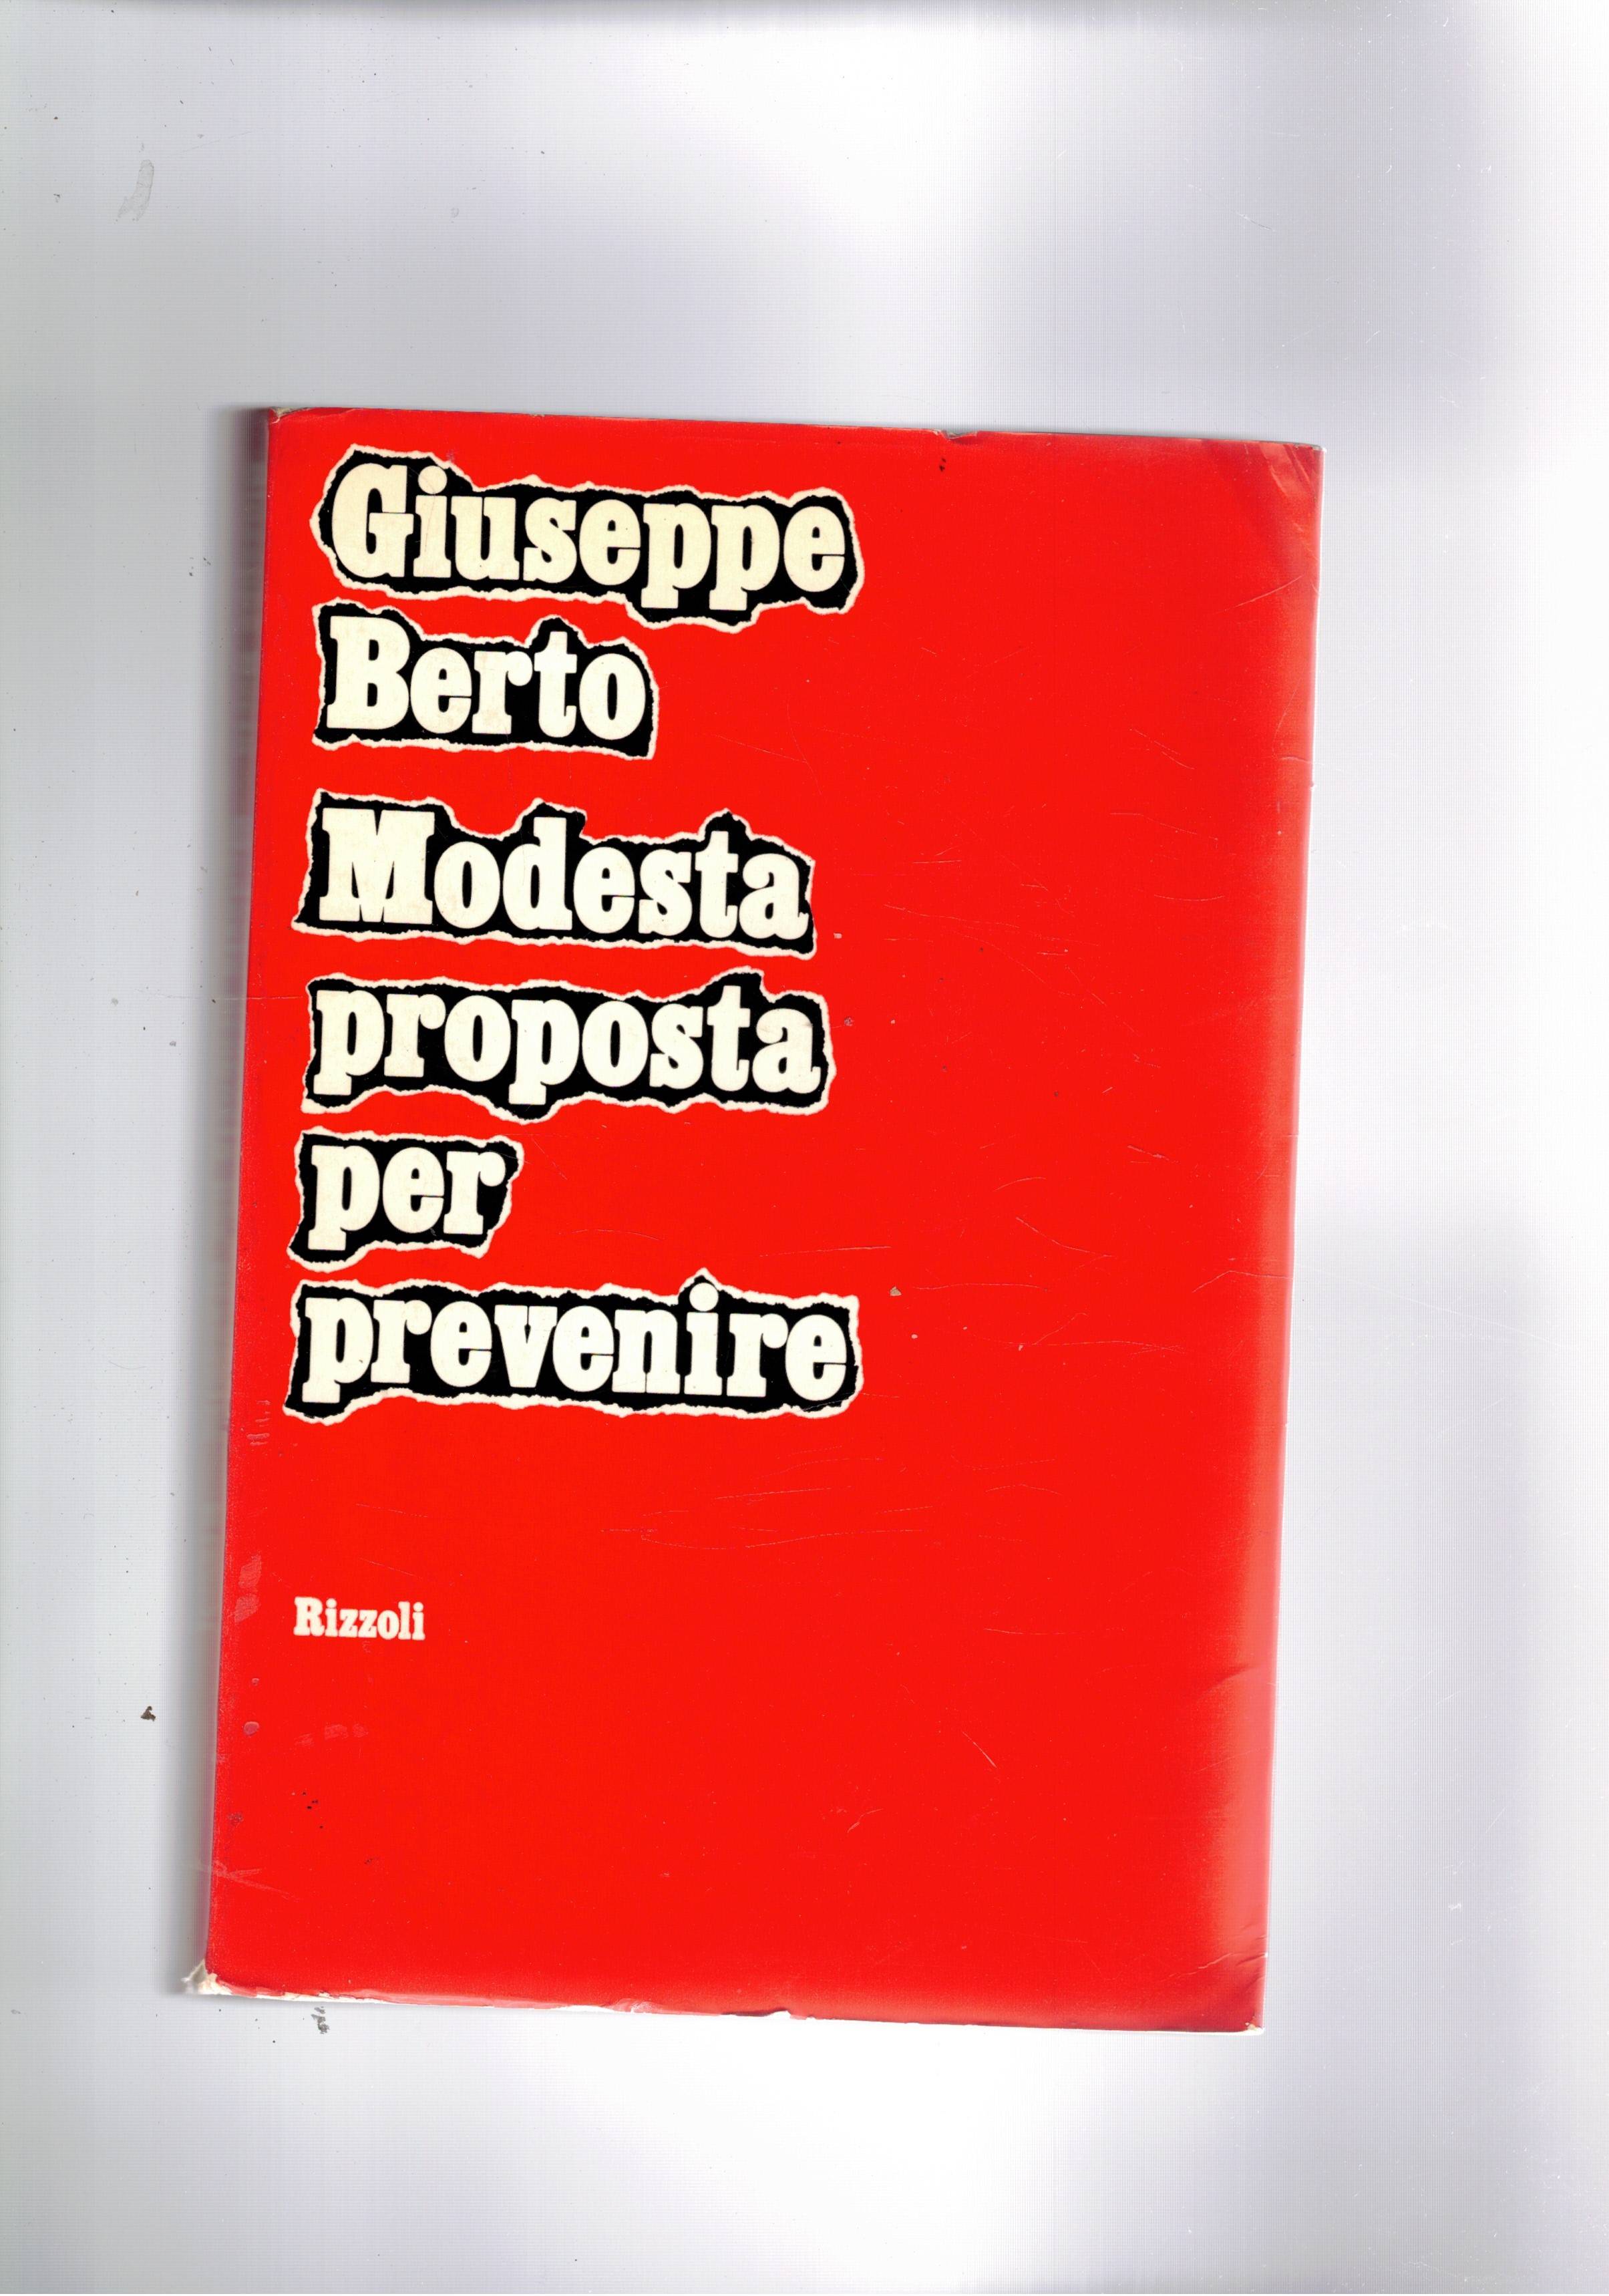 Giuseppe
Berto
Modesta
proposta
per
prevenire
Rizzoli